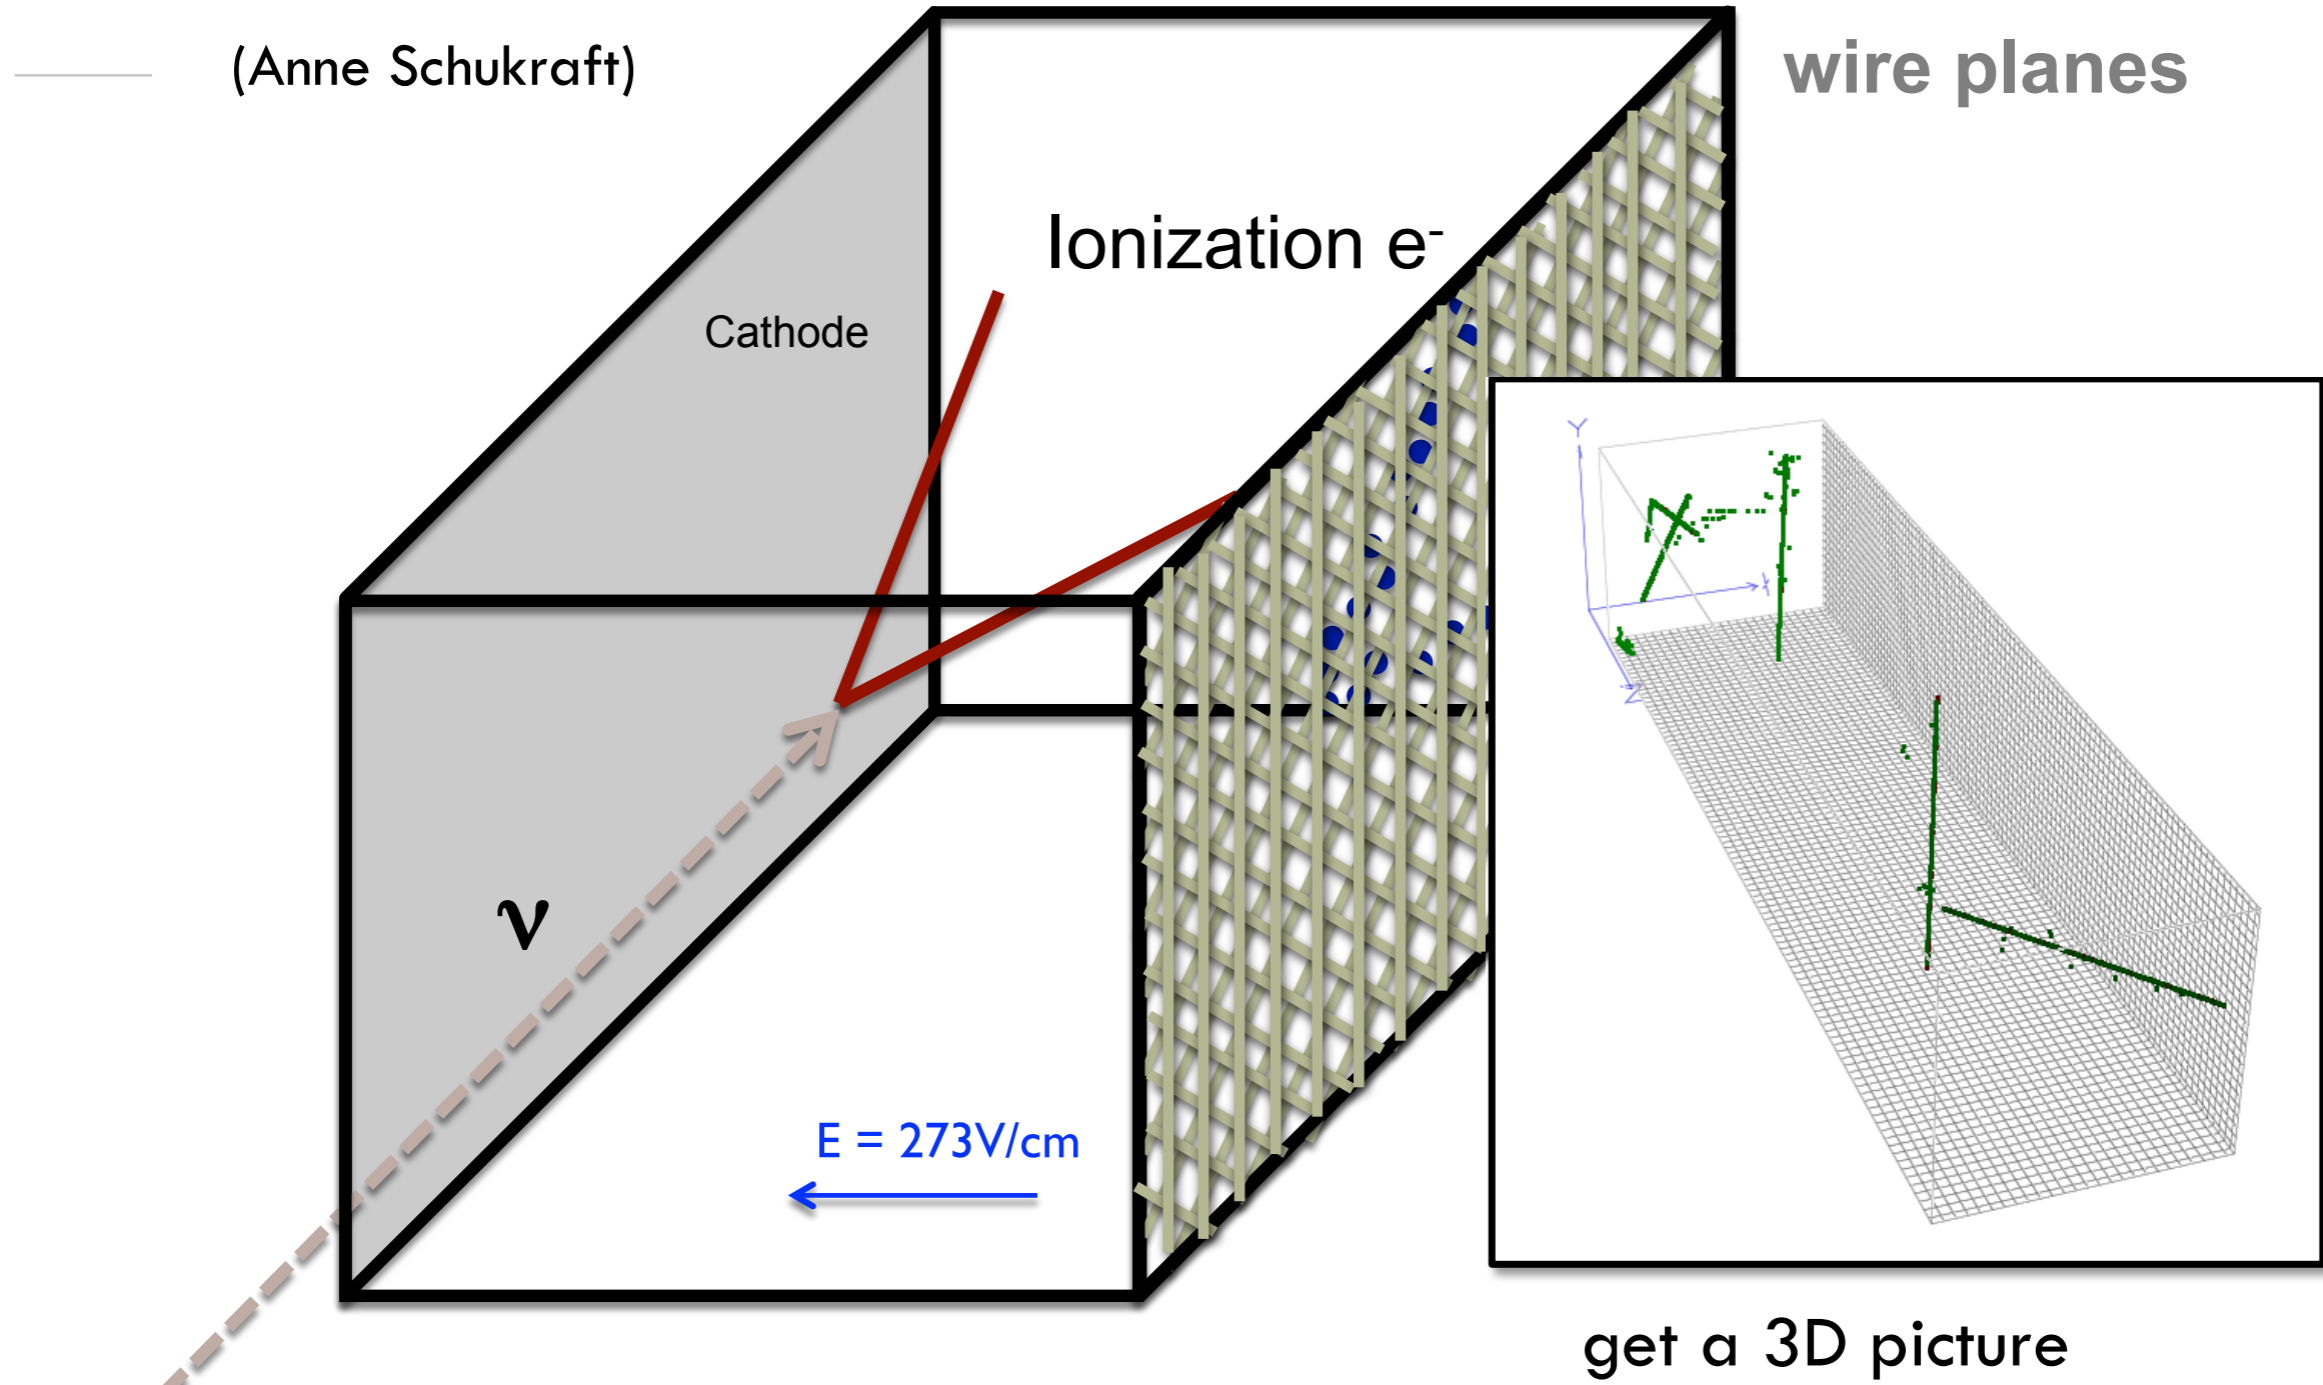 (Anne Schukraft)
wire planes
Ionization e-
Cathode
Y
Z
ν
E = 273V/cm
get a 3D picture